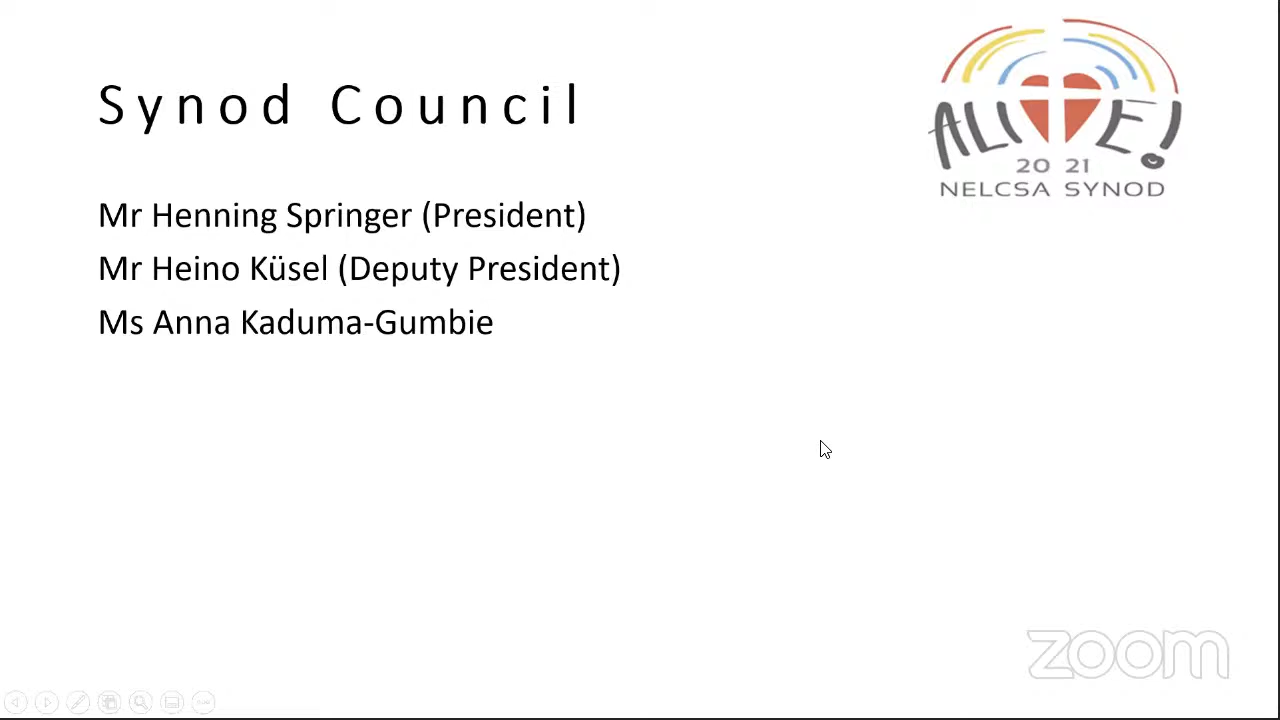 Synod Council
ALIVE!
20 21
NELCSA SYNOD
Mr Henning Springer (President)
Mr Heino Küsel (Deputy President)
Ms Anna Kaduma-Gumbie
zoom